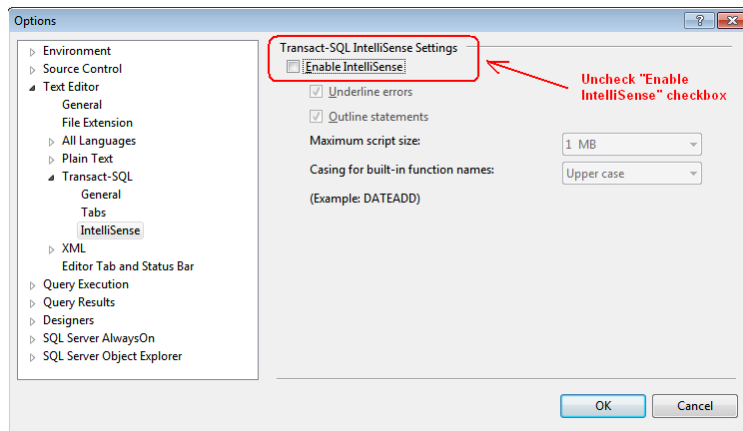 Options
Environment
Source Control
Text Editor
General
File Extension
All Languages
Plain Text
Transact-SQL
General
Tabs
IntelliSense
XML
Editor Tab and Status Bar
Query Execution
Query Results
Designers
SQL Server AlwaysOn
SQL Server Object Explorer
Transact-SQL IntelliSense Settings
Enable IntelliSense
Underline errors
Outline statements
Maximum script size:
1 MB
Casing for built-in function names:
Upper case
(Example: DATEADD)
Uncheck "Enable
IntelliSense" checkbox
OK
Cancel